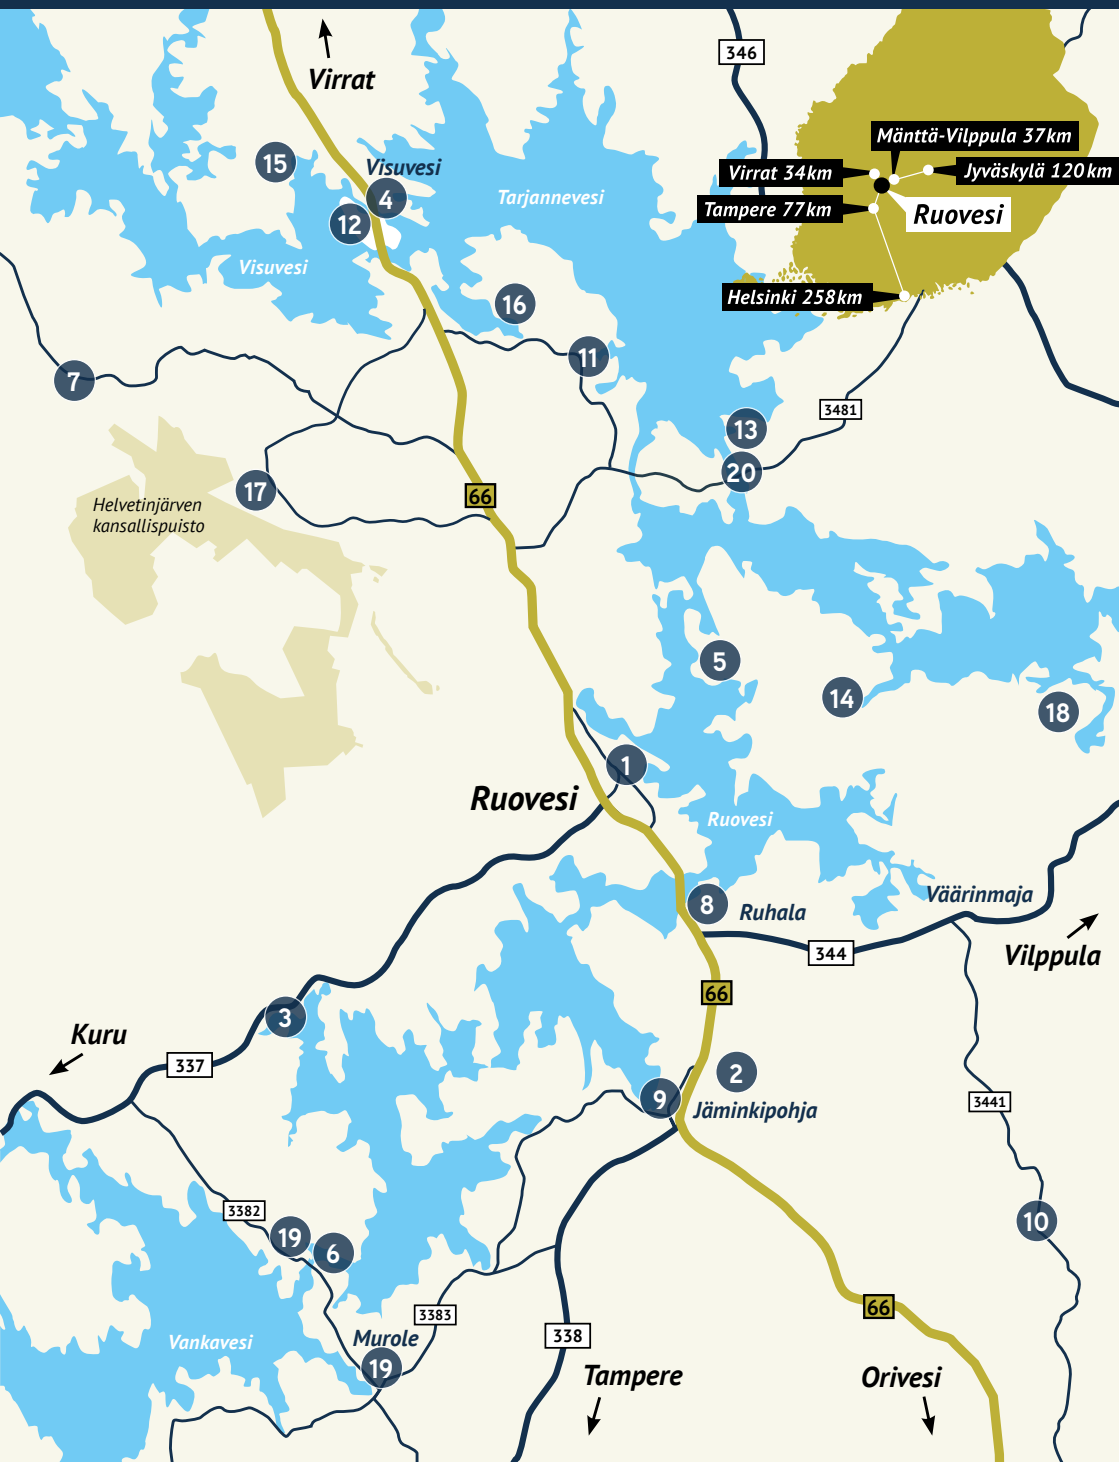 346
Virrat
Mänttä-Vilppula 37km
Virrat 34km
Jyväskylä 120km
Tampere 77km
Ruovesi
Helsinki 258km
15
Visuvesi
4
12
Tarjannevesi
Visuvesi
16
11
7
3481
13
20
17
66
Helvetinjärven
kansallispuisto
5
14
18
1
Ruovesi
Ruovesi
8
Ruhala
Väärinmaja
344
Vilppula
66
3
Kuru
337
2
9
Jäminkipohja
3441
3382
19
6
10
66
3383
338
Vankavesi
Murole
19
Tampere
Orivesi